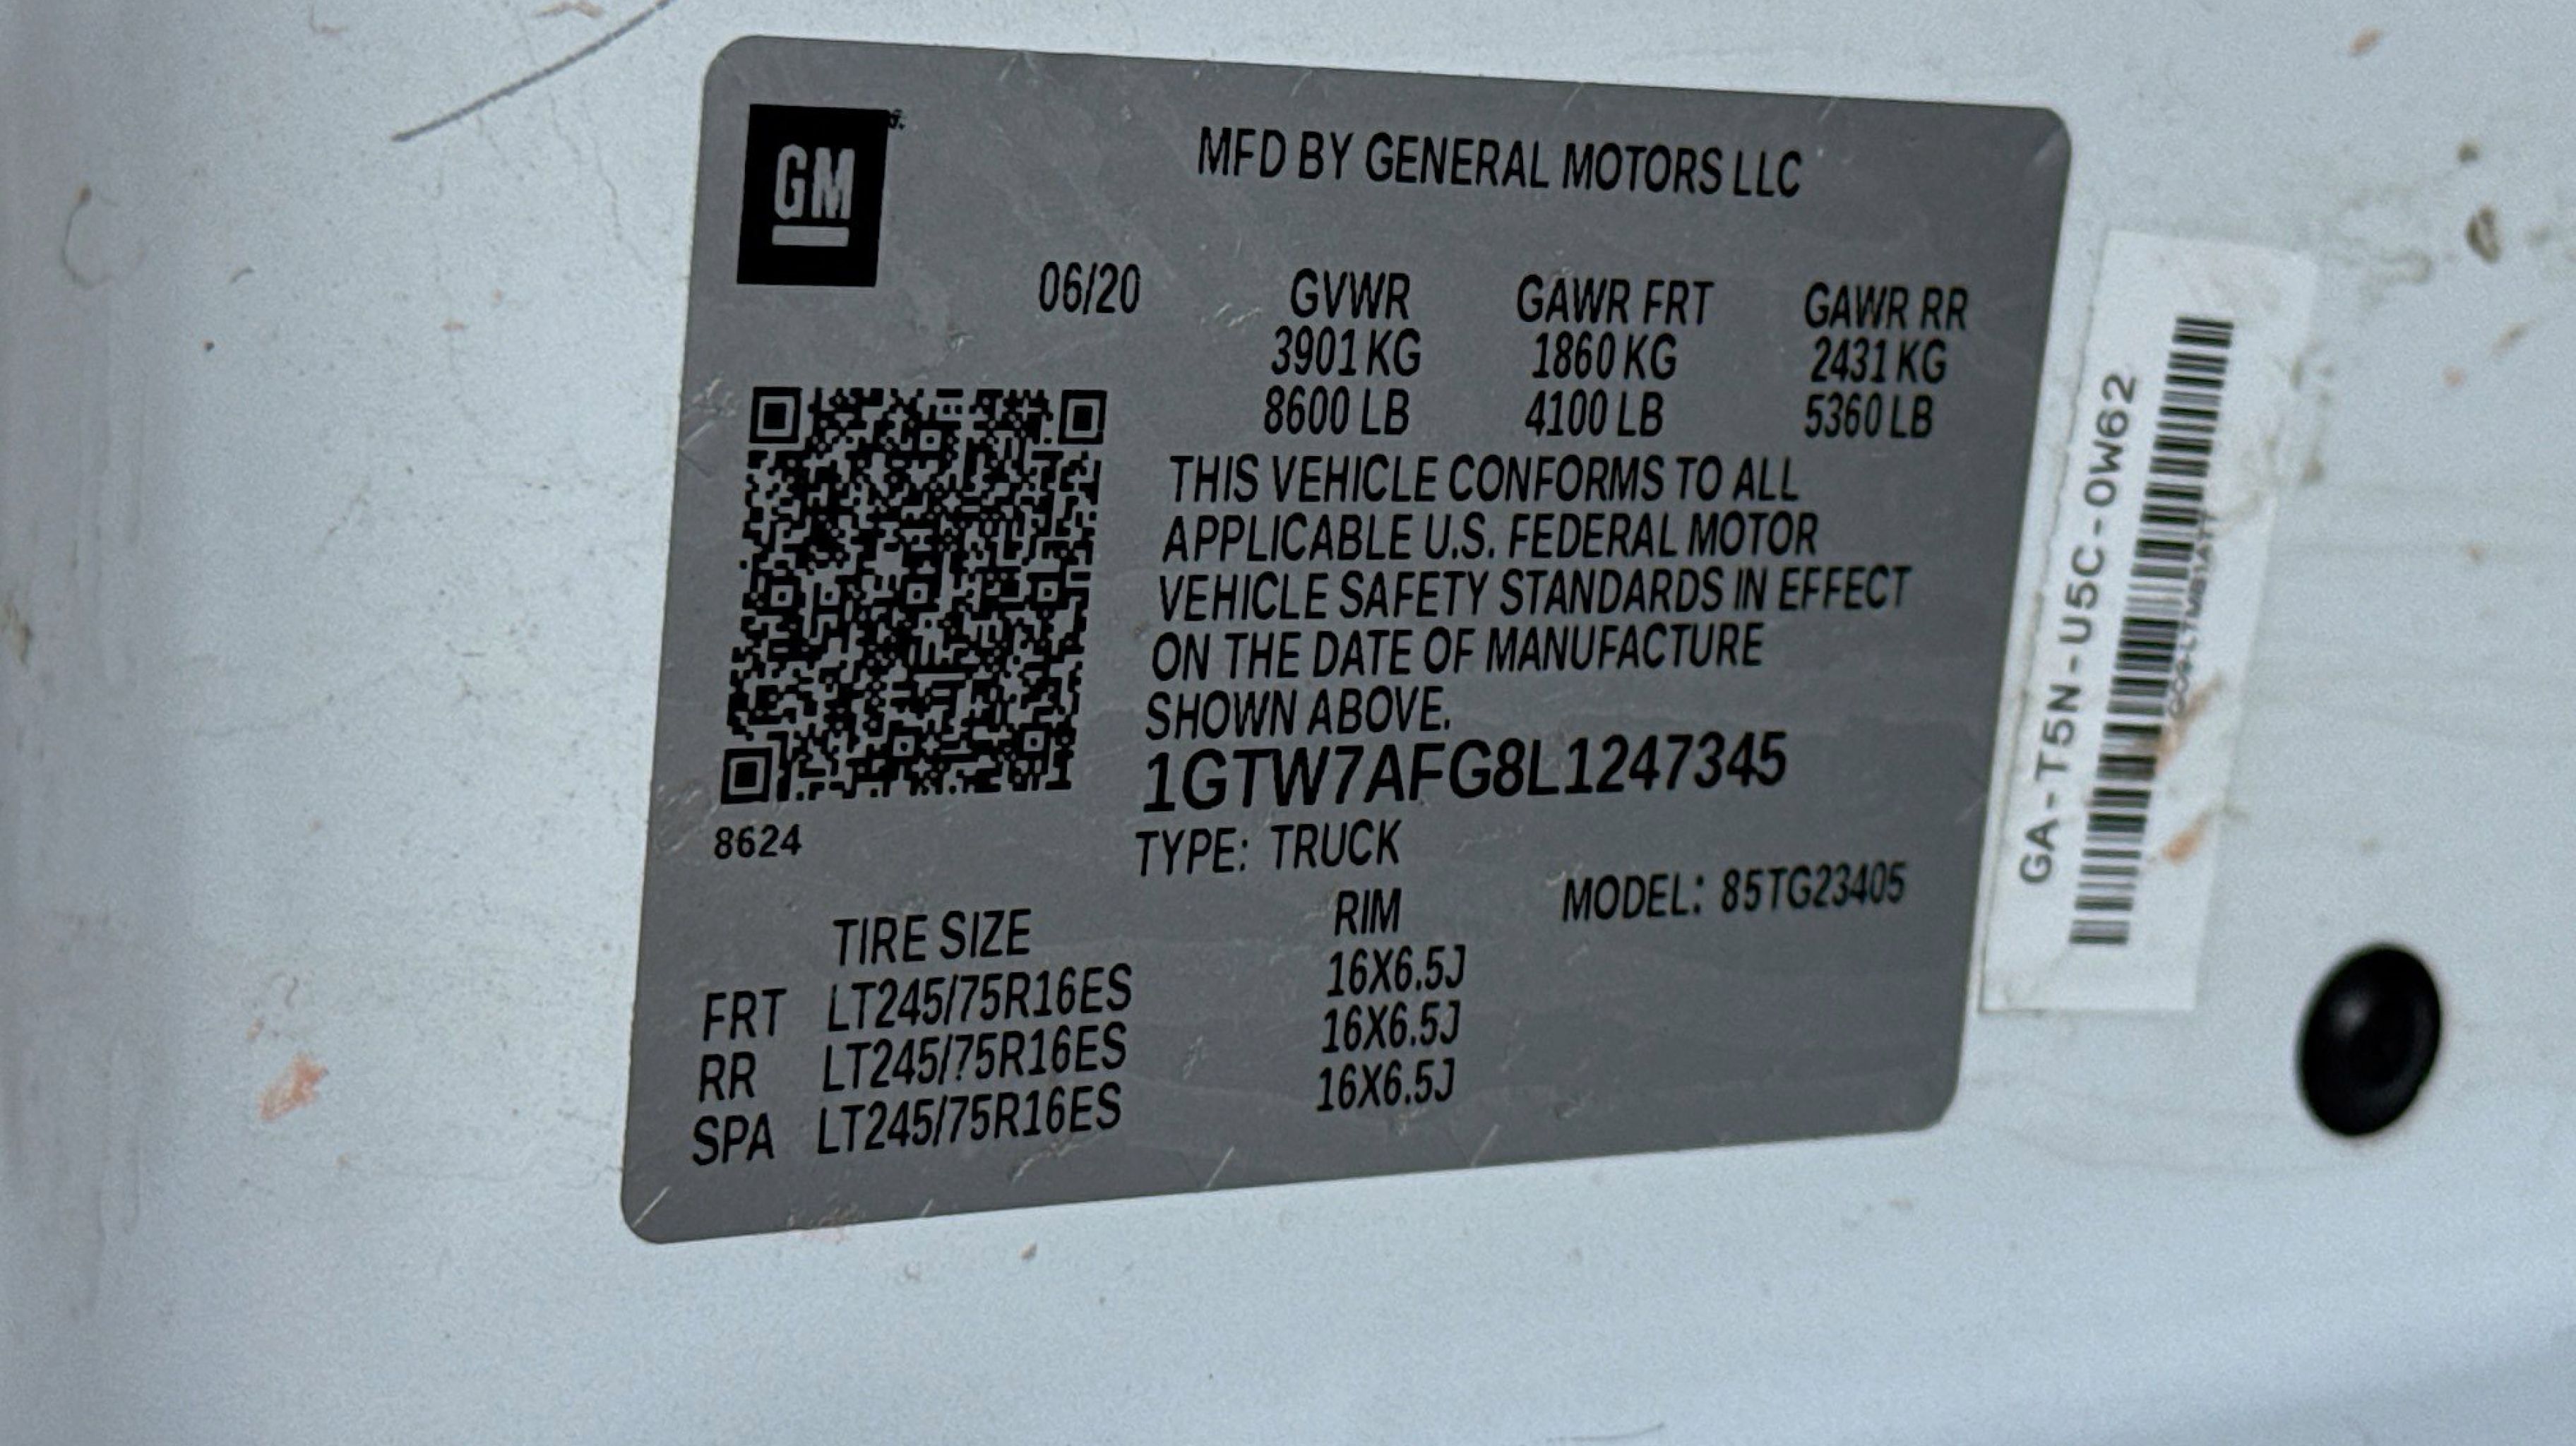 GM
MFD BY GENERAL MOTORS LLC
06/20 GVWR GAWR FRT GAWR RR
3901 KG 1860 KG 2431 KG
8600 LB 4100 LB 5360 LB
THIS VEHICLE CONFORMS TO ALL
APPLICABLE U.S. FEDERAL MOTOR
VEHICLE SAFETY STANDARDS IN EFFECT
ON THE DATE OF MANUFACTURE
SHOWN ABOVE.
1GTW7AFG8L1247345
8624
TYPE: TRUCK
MODEL: 85TG23405
TIRE SIZE RIM
FRT LT245/75R16ES 16X6.5J
RR LT245/75R16ES 16X6.5J
SPA LT245/75R16ES 16X6.5J
GA-T5N-U5C-0W62